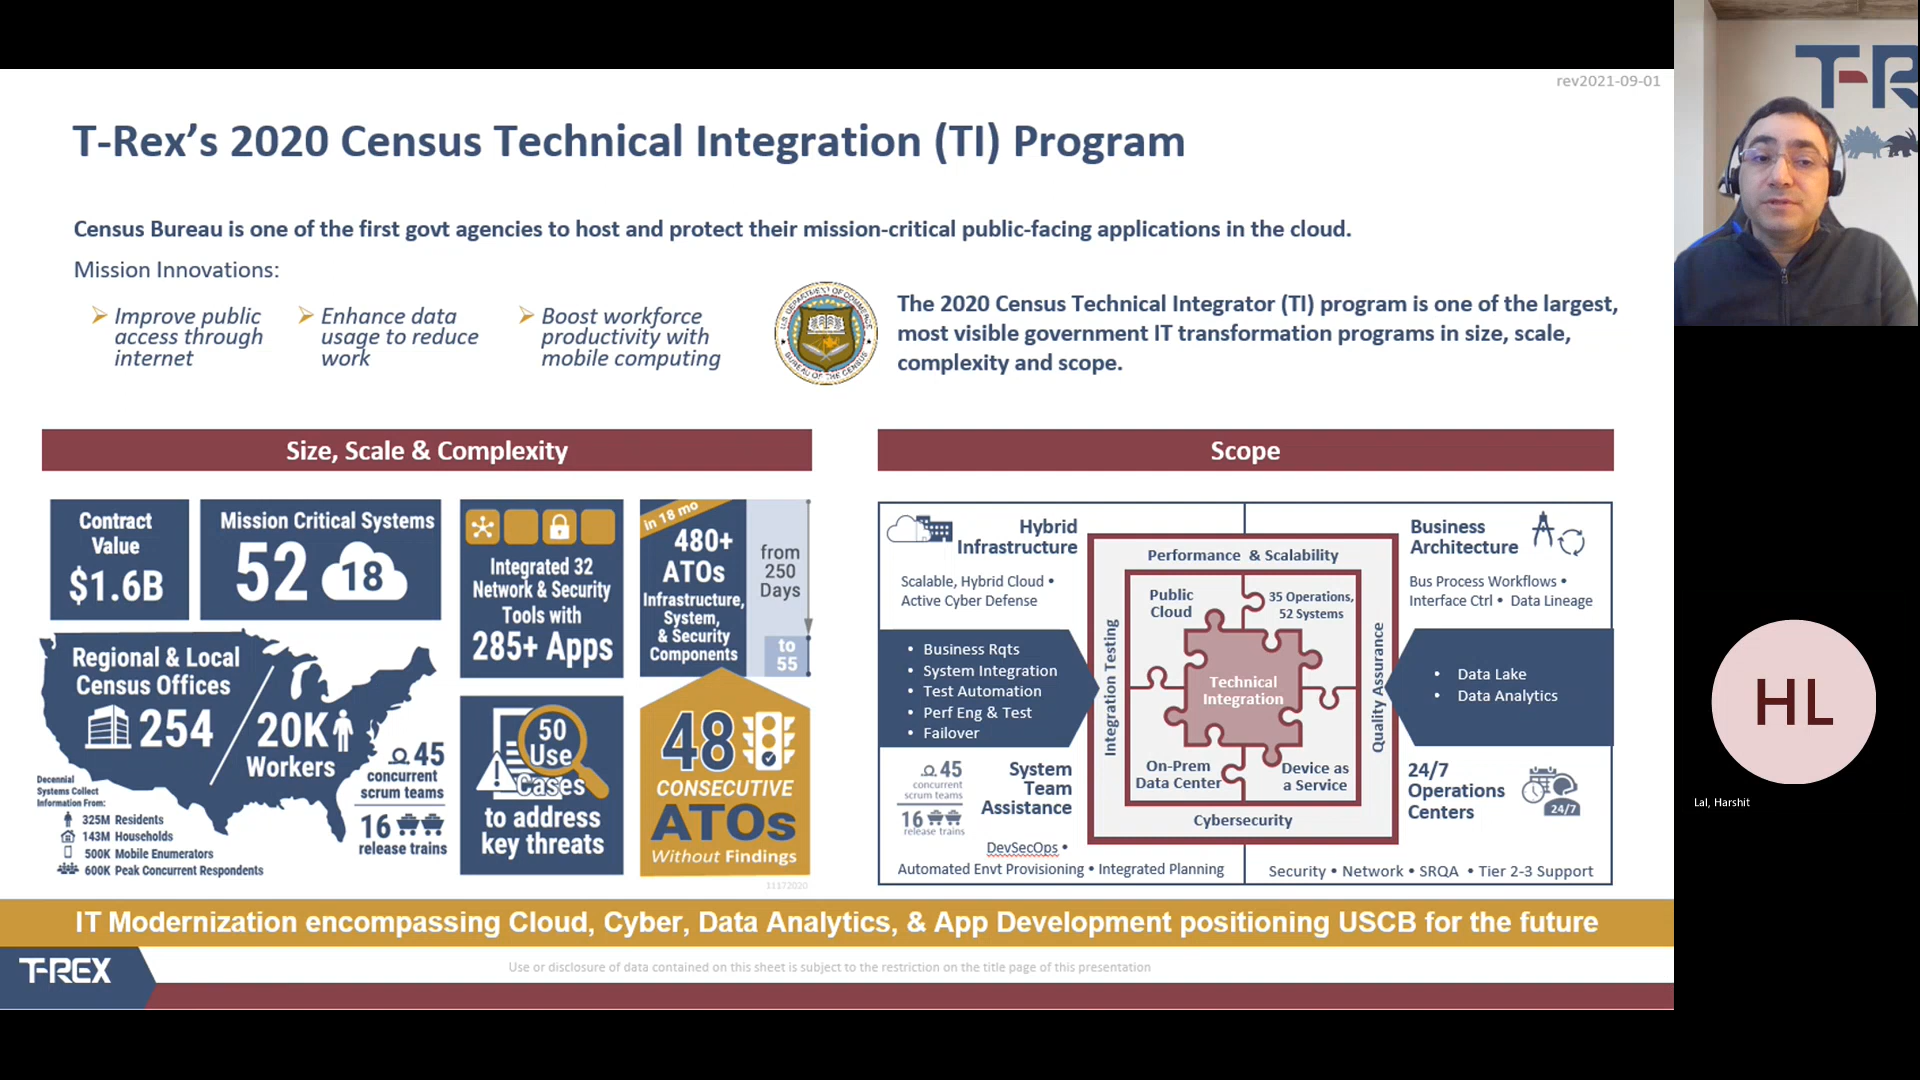 rev2021-09-01
T-Rex’s 2020 Census Technical Integration (TI) Program
Census Bureau is one of the first govt agencies to host and protect their mission-critical public-facing applications in the cloud.
Mission Innovations:
Improve public
access through
internet
Enhance data
usage to reduce
work
Boost workforce
productivity with
mobile computing
U.S. DEPARTMENT OF COMMERCE
BUREAU OF THE CENSUS
The 2020 Census Technical Integrator (TI) program is one of the largest,
most visible government IT transformation programs in size, scale,
complexity and scope.
Size, Scale & Complexity
Contract
Value
$1.6B
Mission Critical Systems
52 18
Integrated 32
Network & Security
Tools with
285+ Apps
in 18 mo
480+
ATOs
Infrastructure,
System,
& Security
Components
from
250
Days
to
55
Regional & Local
Census Offices
254
20K
Workers
45
concurrent
scrum teams
16
release trains
Decennial
Systems Collect
Information From:
325M Residents
143M Households
500K Mobile Enumerators
600K Peak Concurrent Respondents
50
Use
Cases
to address
key threats
48
CONSECUTIVE
ATOs
Without Findings
11172020
Scope
Hybrid
Infrastructure
Scalable, Hybrid Cloud •
Active Cyber Defense
• Business Rqts
• System Integration
• Test Automation
• Perf Eng & Test
• Failover
45
concurrent
scrum teams
16
release trains
System
Team
Assistance
DevSecOps •
Automated Envt Provisioning • Integrated Planning
Performance & Scalability
Integration Testing
Public
Cloud
35 Operations,
52 Systems
Technical
Integration
On-Prem
Data Center
Device as
a Service
Quality Assurance
Cybersecurity
Business
Architecture
Bus Process Workflows •
Interface Ctrl • Data Lineage
• Data Lake
• Data Analytics
24/7
Operations
Centers
24/7
Security • Network • SRQA • Tier 2-3 Support
IT Modernization encompassing Cloud, Cyber, Data Analytics, & App Development positioning USCB for the future
T-REX
Use or disclosure of data contained on this sheet is subject to the restriction on the title page of this presentation
T-R
HL
Lal, Harshit